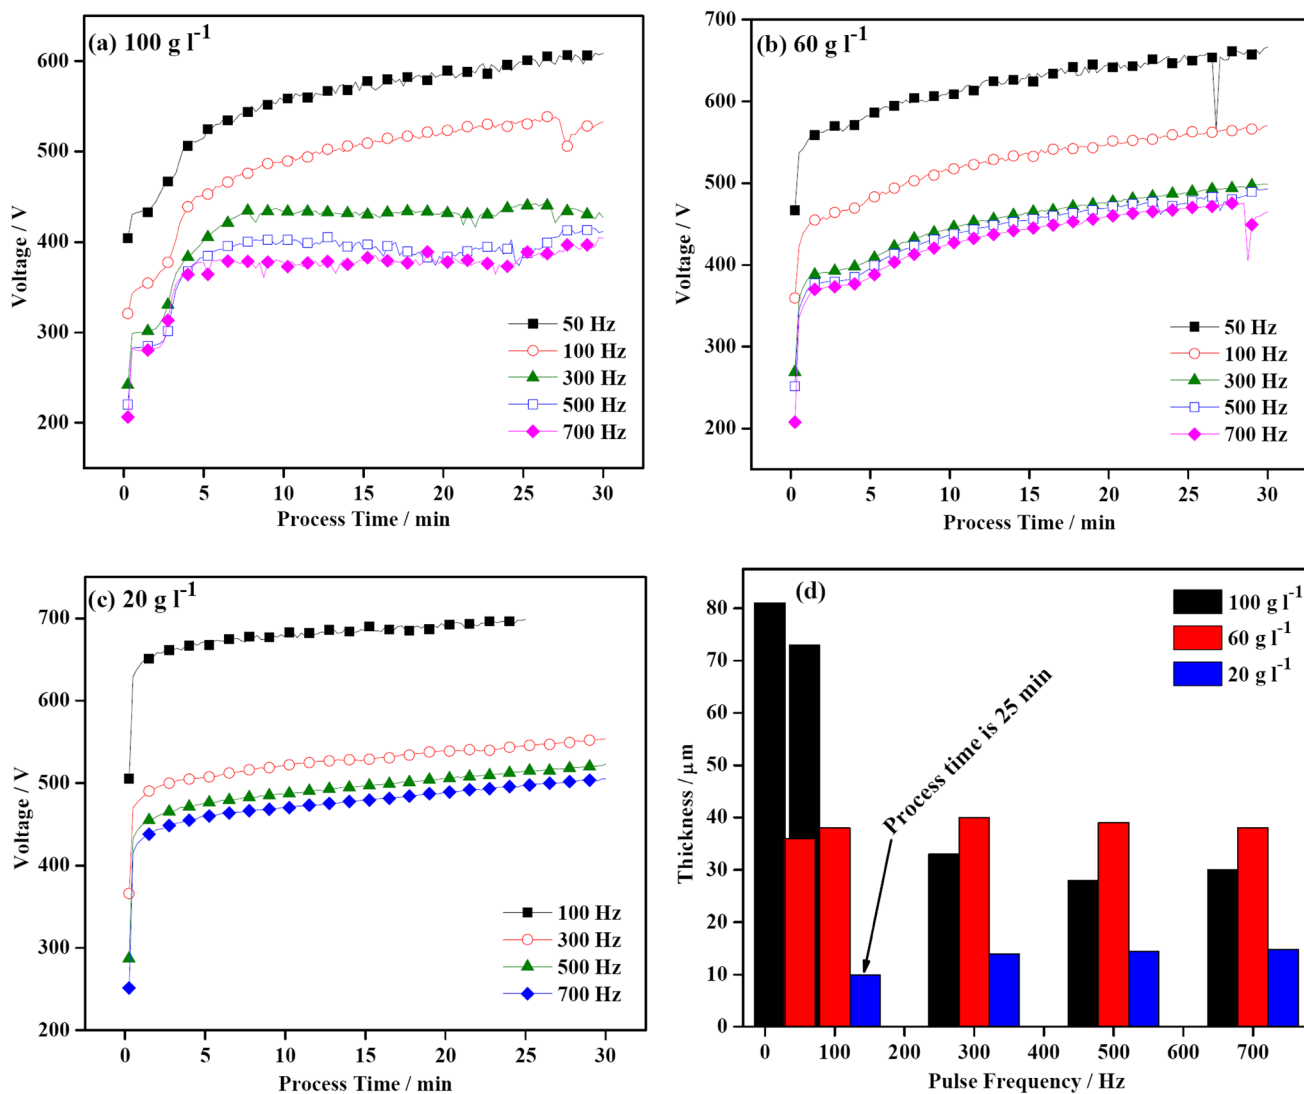 (a) 100 g l-1
600
500
400
300
200
Voltage / V
0 5 10 15 20 25 30
Process Time / min
50 Hz
100 Hz
300 Hz
500 Hz
700 Hz
(b) 60 g l-1
700
600
500
400
300
200
Voltage / V
0 5 10 15 20 25 30
Process Time / min
50 Hz
100 Hz
300 Hz
500 Hz
700 Hz
(c) 20 g l-1
700
600
500
400
300
200
Voltage / V
0 5 10 15 20 25 30
Process Time / min
100 Hz
300 Hz
500 Hz
700 Hz
(d)
80
70
60
50
40
30
20
10
0
Thickness / μm
0 100 200 300 400 500 600 700
Pulse Frequency / Hz
100 g l-1
60 g l-1
20 g l-1
Process time is 25 min